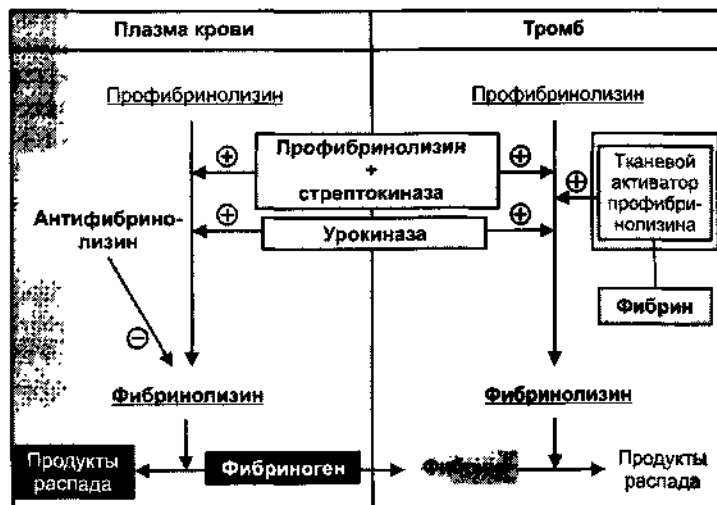 Плазма крови
Тромб
Профибринолизин
Профибринолизин
Профибринолизин
+
стрептокиназа
Тканевой
активатор
профибри-
нолизина
Антифибрино-
лизин
Урокиназа
Фибрин
Фибринолизин
Фибринолизин
Продукты
распада
Фибриноген
Фибрин
Продукты
распада